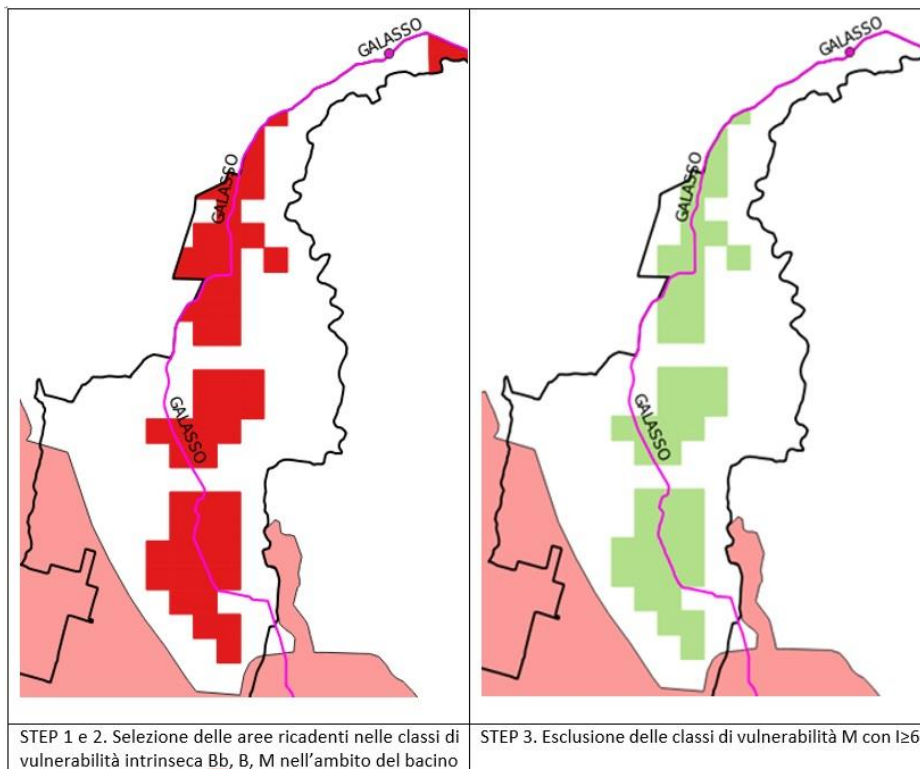 GALASSO
GALASSO
GALASSO
STEP 1 e 2. Selezione delle aree ricadenti nelle classi di
vulnerabilità intrinseca Bb, B, M nell’ambito del bacino
GALASSO
GALASSO
GALASSO
STEP 3. Esclusione delle classi di vulnerabilità M con I≥6